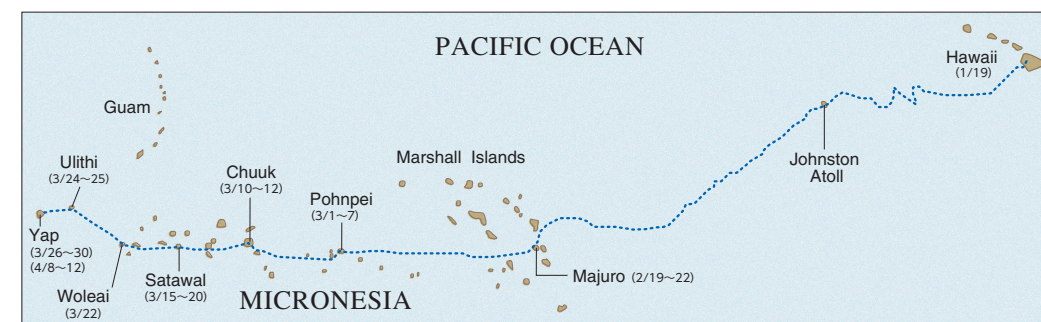 PACIFIC OCEAN
Hawaii
(1/19)
Guam
Ulithi
(3/24~25)
Chuuk
(3/10~12)
Marshall Islands
Johnston
Atoll
Pohnpei
(3/1~7)
Yap
(3/26~30)
(4/8~12)
Satawal
(3/15~20)
Majuro (2/19~22)
Woleai
(3/22)
MICRONESIA